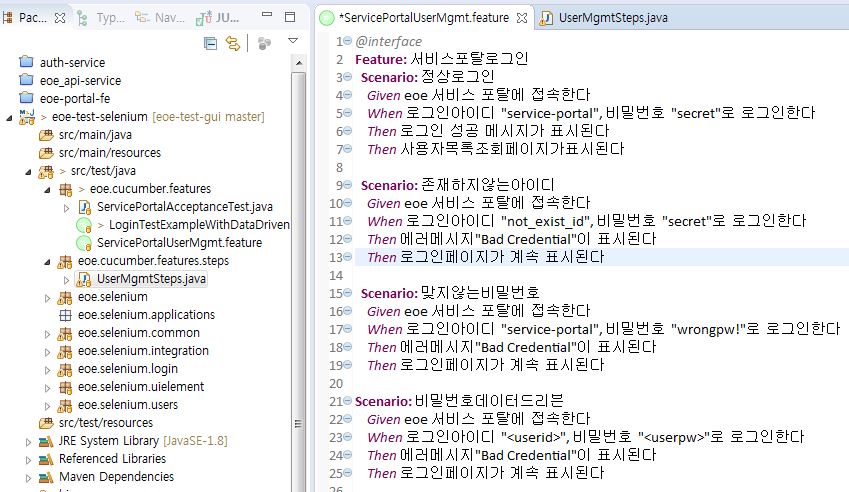 Pac...
Typ...
Nav...
JU...
auth-service
eoe_api-service
eoe-portal-fe
> eoe-test-selenium [eoe-test-gui master]
src/main/java
src/main/resources
> src/test/java
> eoe.cucumber.features
ServicePortalAcceptanceTest.java
> LoginTestExampleWithDataDriven
ServicePortalUserMgmt.feature
eoe.cucumber.features.steps
UserMgmtSteps.java
eoe.selenium
eoe.selenium.applications
eoe.selenium.common
eoe.selenium.integration
eoe.selenium.login
eoe.selenium.uielement
eoe.selenium.users
src/test/resources
JRE System Library [JavaSE-1.8]
Referenced Libraries
Maven Dependencies
*ServicePortalUserMgmt.feature
UserMgmtSteps.java
1 @interface
2 Feature: 서비스포탈로그인
3 Scenario: 정상로그인
4 Given eoe 서비스 포탈에 접속한다
5 When 로그인아이디 "service-portal", 비밀번호 "secret"로 로그인한다
6 Then 로그인 성공 메시지가 표시된다
7 Then 사용자목록조회페이지가표시된다
8
9 Scenario: 존재하지않는아이디
10 Given eoe 서비스 포탈에 접속한다
11 When 로그인아이디 "not_exist_id", 비밀번호 "secret"로 로그인한다
12 Then 에러메시지"Bad Credential"이 표시된다
13 Then 로그인페이지가 계속 표시된다
14
15 Scenario: 맞지않는비밀번호
16 Given eoe 서비스 포탈에 접속한다
17 When 로그인아이디 "service-portal", 비밀번호 "wrongpw!"로 로그인한다
18 Then 에러메시지"Bad Credential"이 표시된다
19 Then 로그인페이지가 계속 표시된다
20
21 Scenario: 비밀번호데이터드리븐
22 Given eoe 서비스 포탈에 접속한다
23 When 로그인아이디 "<userid>", 비밀번호 "<userpw>"로 로그인한다
24 Then 에러메시지"Bad Credential"이 표시된다
25 Then 로그인페이지가 계속 표시된다
26